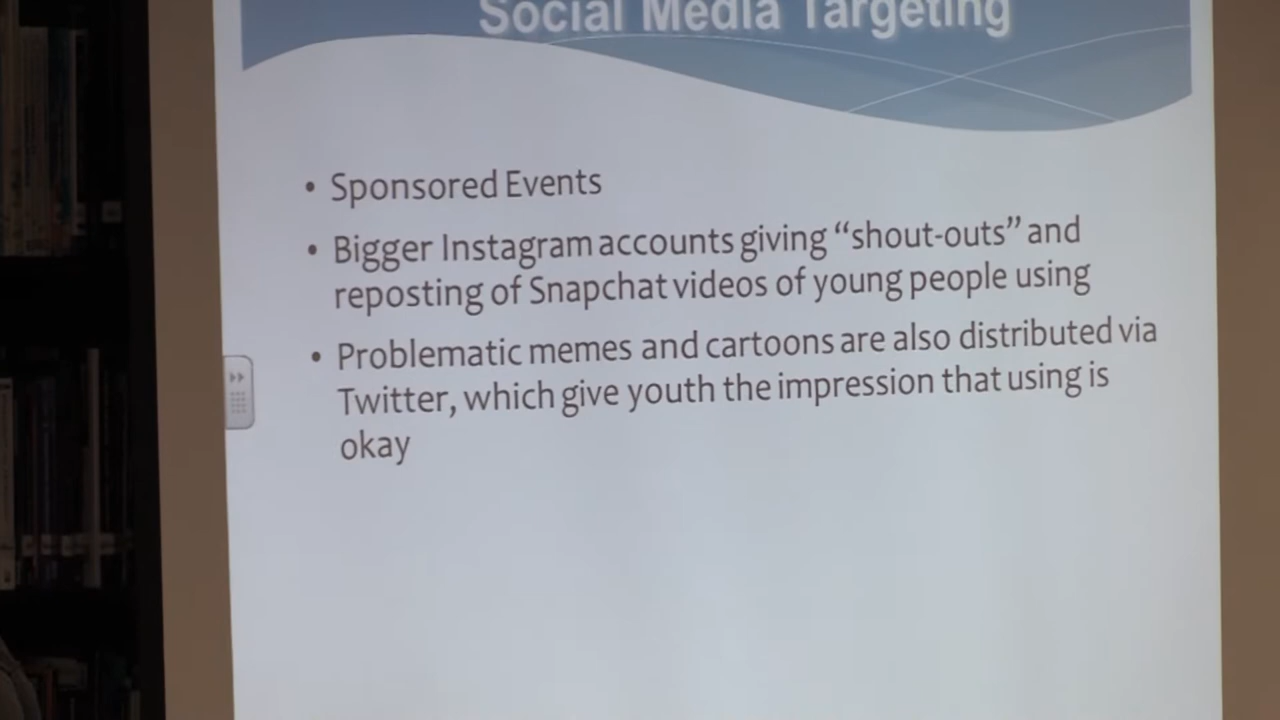 Social Media Targeting
• Sponsored Events
• Bigger Instagram accounts giving “shout-outs” and
reposting of Snapchat videos of young people using
• Problematic memes and cartoons are also distributed via
Twitter, which give youth the impression that using is
okay